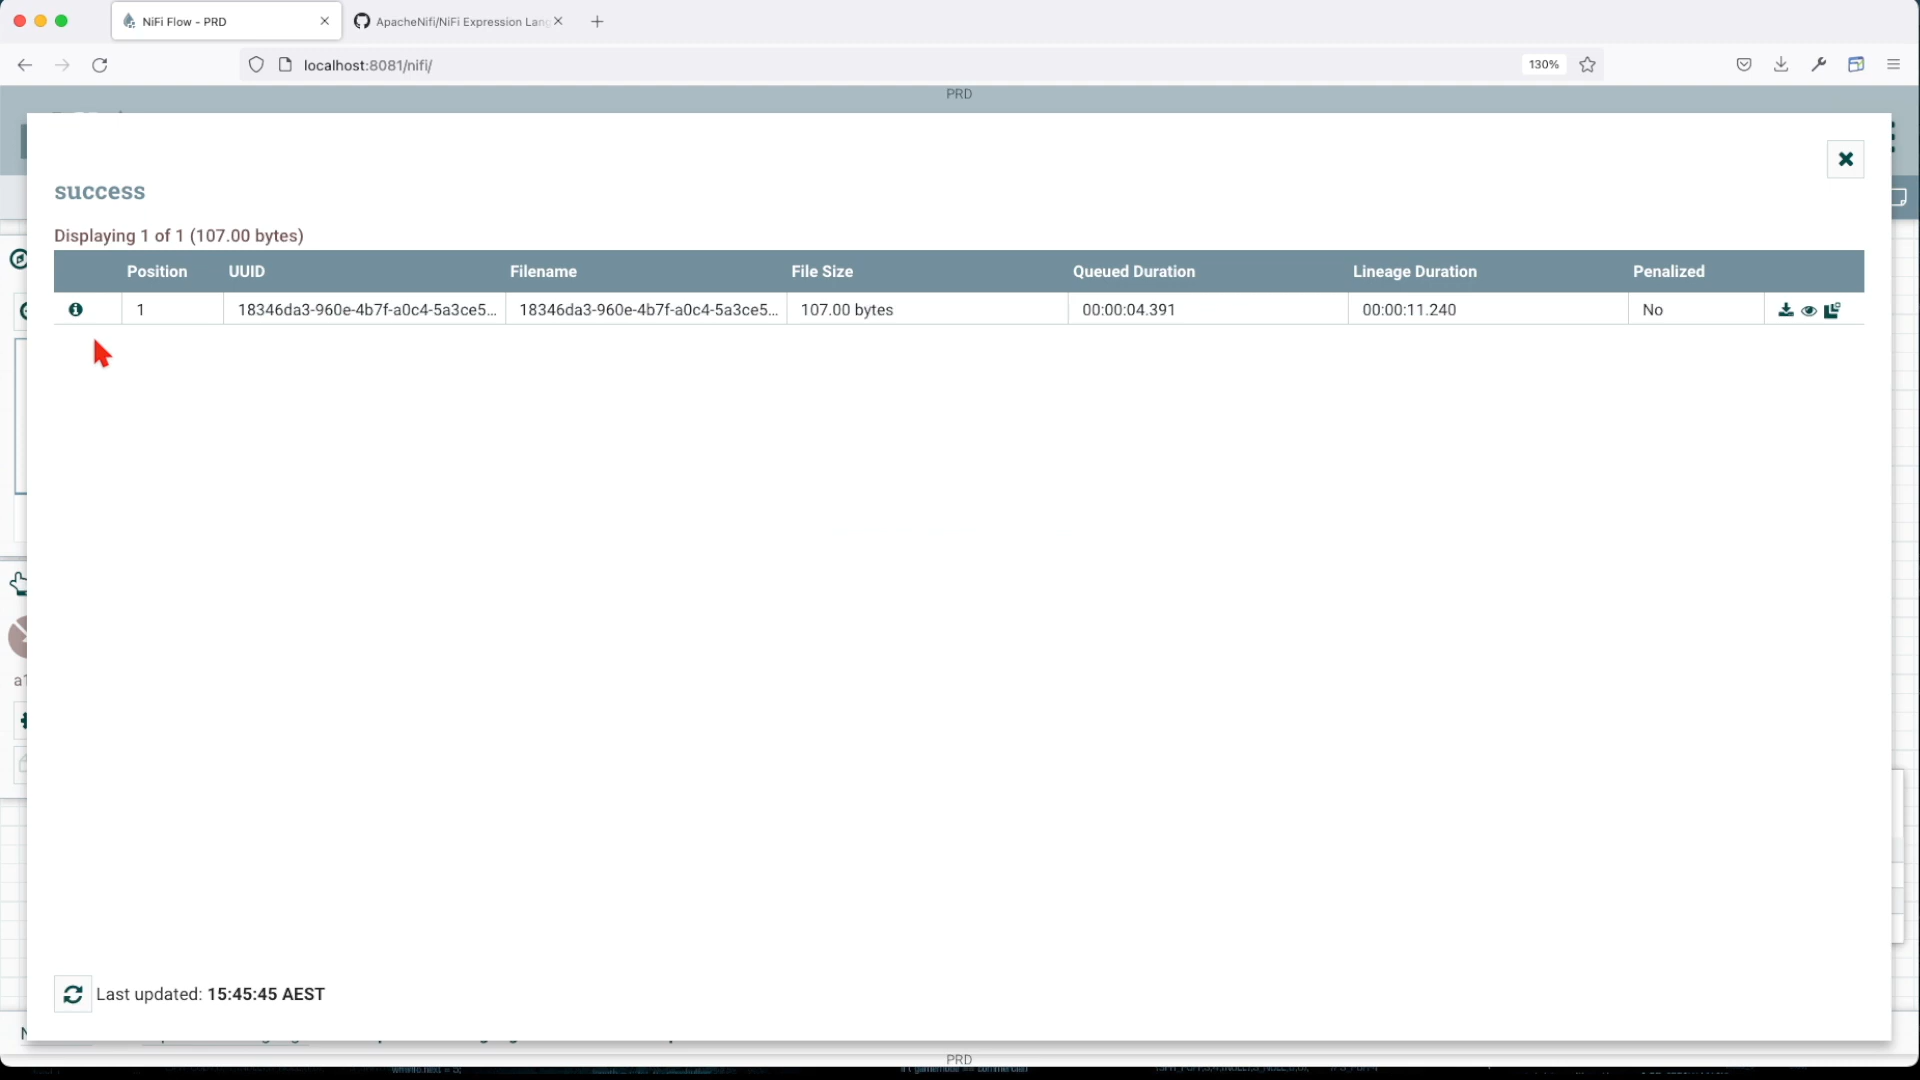 NiFi Flow - PRD
ApacheNifi/NiFi Expression Lang
localhost:8081/nifi/
130%
PRD
success
Displaying 1 of 1 (107.00 bytes)
Position UUID Filename File Size Queued Duration Lineage Duration Penalized
1 18346da3-960e-4b7f-a0c4-5a3ce5... 18346da3-960e-4b7f-a0c4-5a3ce5... 107.00 bytes 00:00:04.391 00:00:11.240 No
Last updated: 15:45:45 AEST
PRD